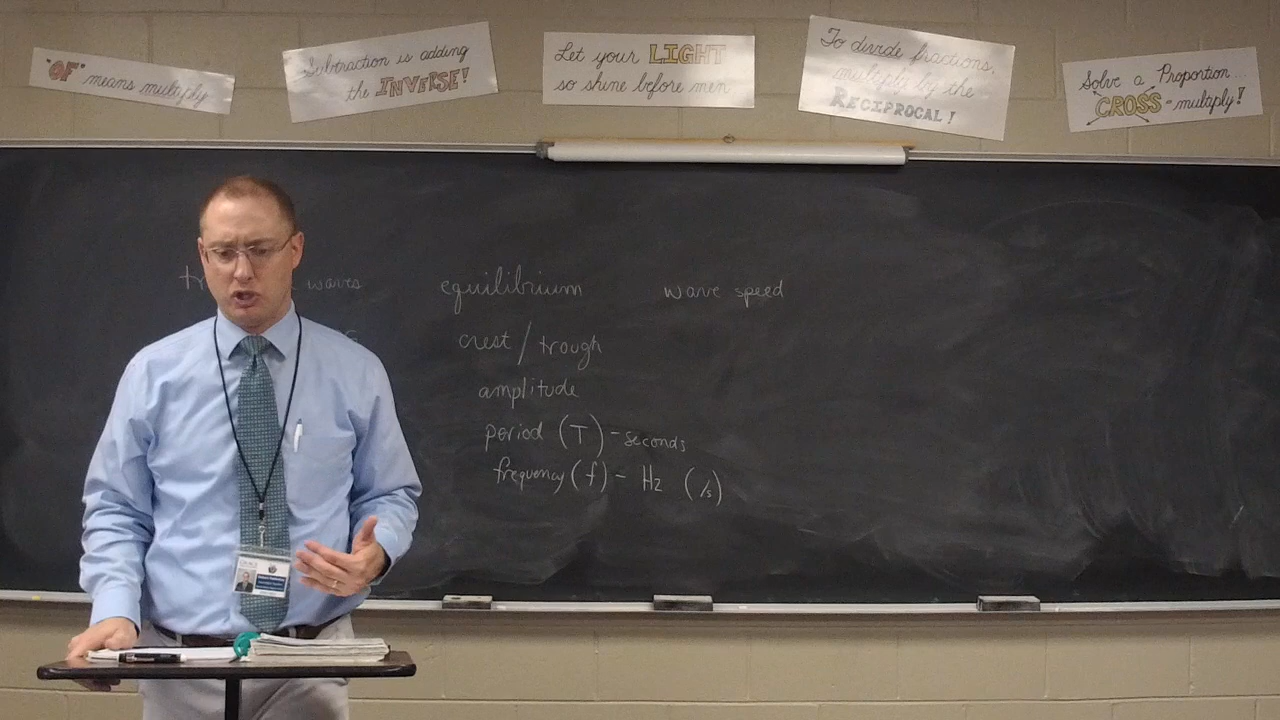 "OF" means multiply
Subtraction is adding
the INVERSE!
Let your LIGHT
so shine before men
To divide fractions,
multiply by the
RECIPROCAL!
Solve a Proportion...
CROSS-multiply!
waves
equilibrium
crest / trough
amplitude
period (T) - seconds
frequency (f) - Hz (/s)
wave speed